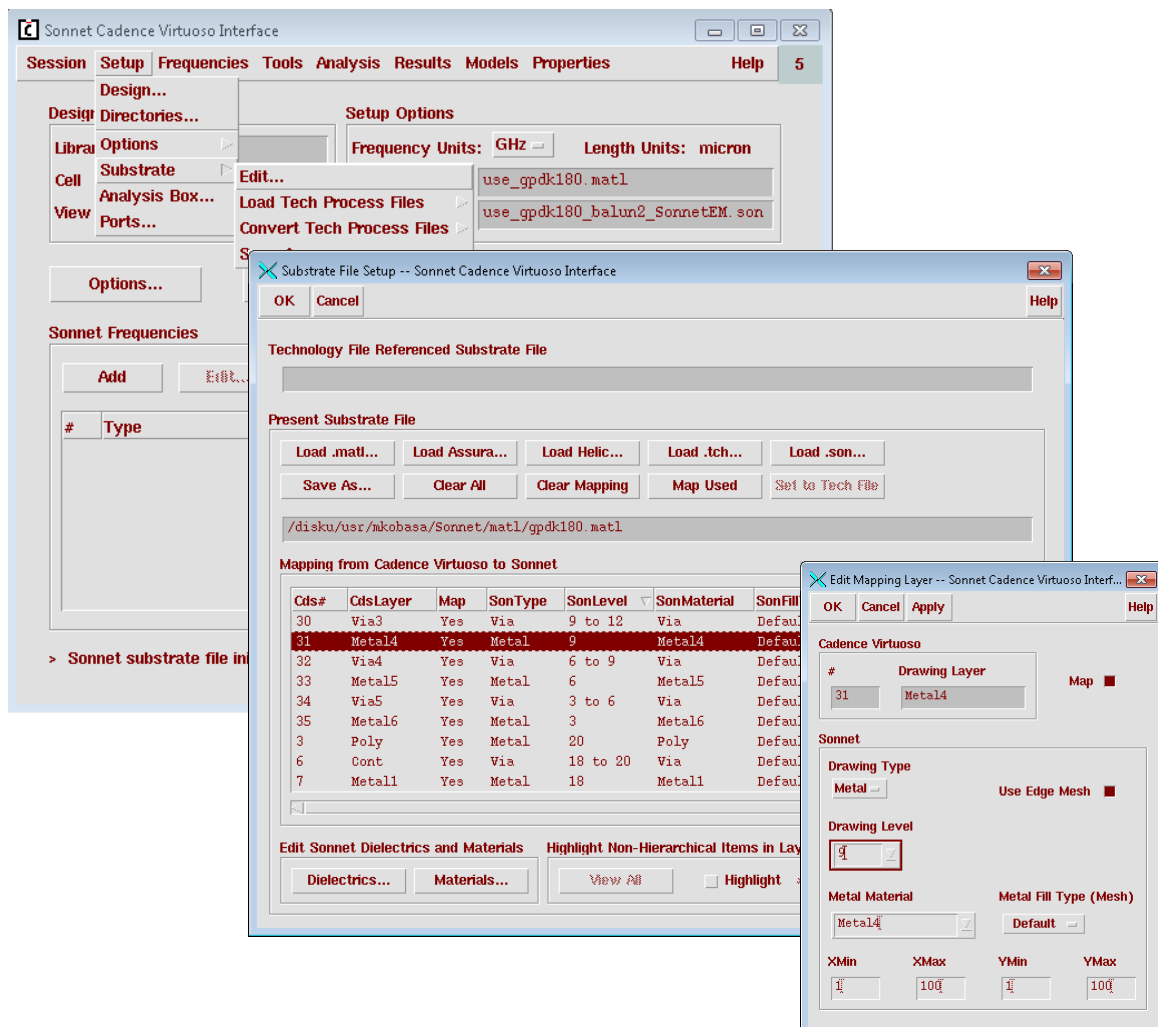 Sonnet Cadence Virtuoso Interface
Session Setup Frequencies Tools Analysis Results Models Properties Help 5
Design...
Directories...
Options
Substrate
Analysis Box...
Ports...
Edit...
Load Tech Process Files
Convert Tech Process Files
Cell
View
Setup Options
Frequency Units: GHz Length Units: micron
use_gpdk180.matl
use_gpdk180_balun2_SonnetEM.son
Options...
Sonnet Frequencies
Add Edit...
# Type
> Sonnet substrate file ini
Substrate File Setup -- Sonnet Cadence Virtuoso Interface
OK Cancel Help
Technology File Referenced Substrate File
Present Substrate File
Load .matl... Load Assura... Load Helic... Load .tch... Load .son...
Save As... Clear All Clear Mapping Map Used Set to Tech File
/disku/usr/mkobasa/Sonnet/matl/gpdk180.matl
Mapping from Cadence Virtuoso to Sonnet
Cds# CdsLayer Map SonType SonLevel SonMaterial SonFill
30 Via3 Yes Via 9 to 12 Via Defau
31 Metal4 Yes Metal 9 Metal4 Defau
32 Via4 Yes Via 6 to 9 Via Defau
33 Metal5 Yes Metal 6 Metal5 Defau
34 Via5 Yes Via 3 to 6 Via Defau
35 Metal6 Yes Metal 3 Metal6 Defau
3 Poly Yes Metal 20 Poly Defau
6 Cont Yes Via 18 to 20 Via Defau
7 Metal1 Yes Metal 18 Metal1 Defau
Edit Sonnet Dielectrics and Materials
Dielectrics... Materials...
Highlight Non-Hierarchical Items in Lay
View All Highlight
Edit Mapping Layer -- Sonnet Cadence Virtuoso Interf...
OK Cancel Apply Help
Cadence Virtuoso
# Drawing Layer
31 Metal4 Map
Sonnet
Drawing Type
Metal Use Edge Mesh
Drawing Level
9
Metal Material Metal Fill Type (Mesh)
Metal4 Default
XMin XMax YMin YMax
1 100 1 100